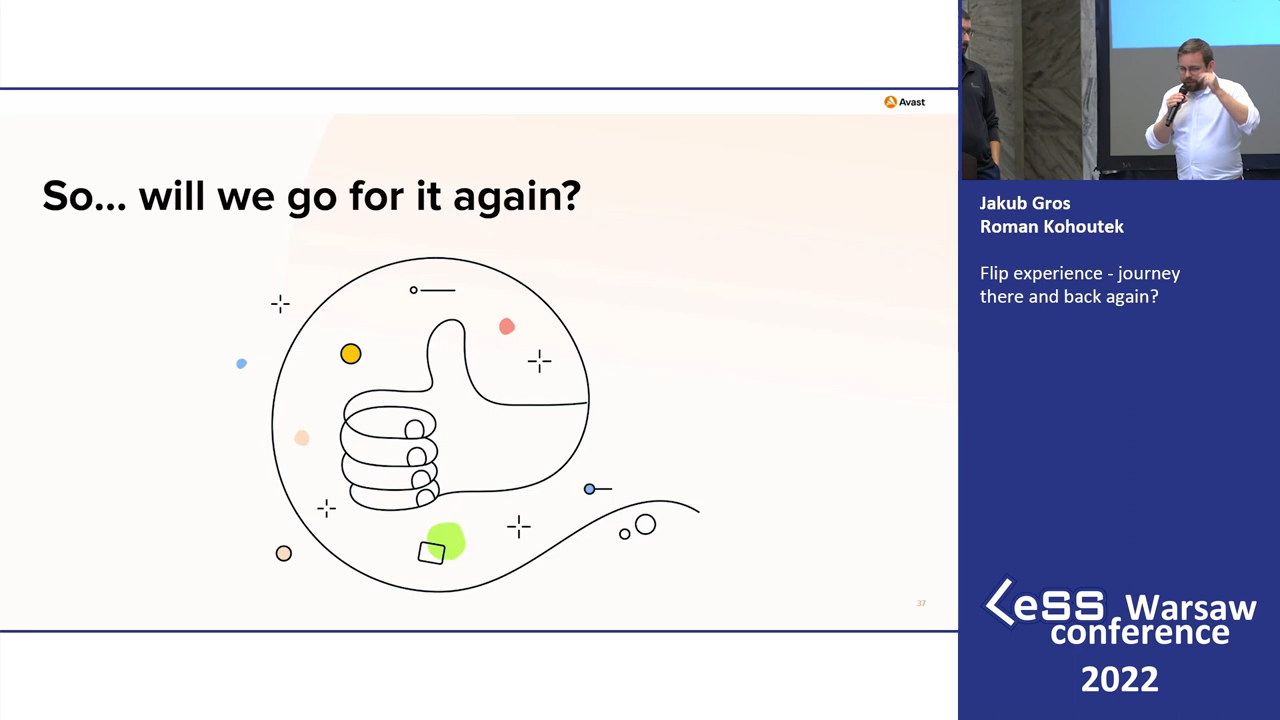 Avast
So... will we go for it again?
37
Jakub Gros
Roman Kohoutek
Flip experience - journey
there and back again?
LeSS Warsaw
conference
2022